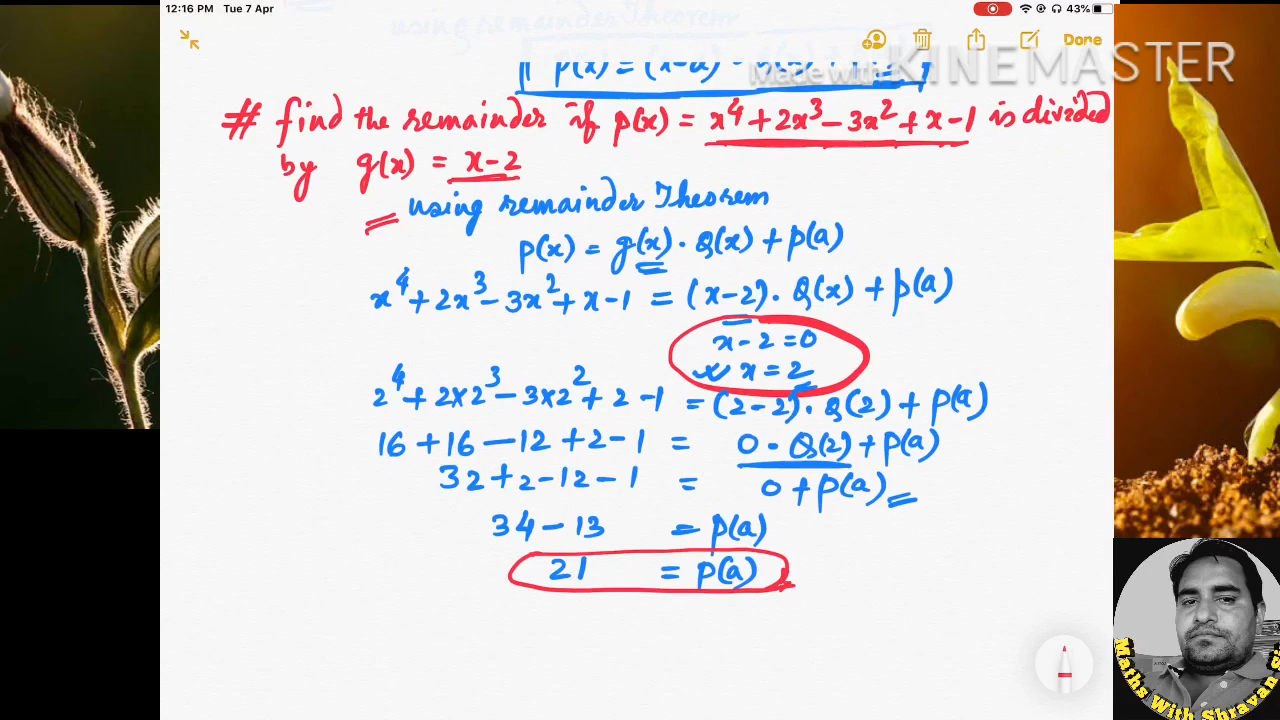 12:16 PM Tue 7 Apr
43%
using remainder Theorem
Done
Made with KINEMASTER
# find the remainder if p(x) = x⁴+2x³-3x²+x-1 is divided
by g(x) = x-2
using remainder Theorem
p(x) = g(x) · Q(x) + p(a)
x⁴+2x³-3x²+x-1 = (x-2) · Q(x) + p(a)
x-2=0
x=2
2⁴+2×2³-3×2²+2-1 = (2-2) · Q(2) + p(a)
16+16-12+2-1 = 0 · Q(2) + p(a)
32+2-12-1 = 0+p(a)
34-13 = p(a)
21 = p(a)
Maths With Shravan